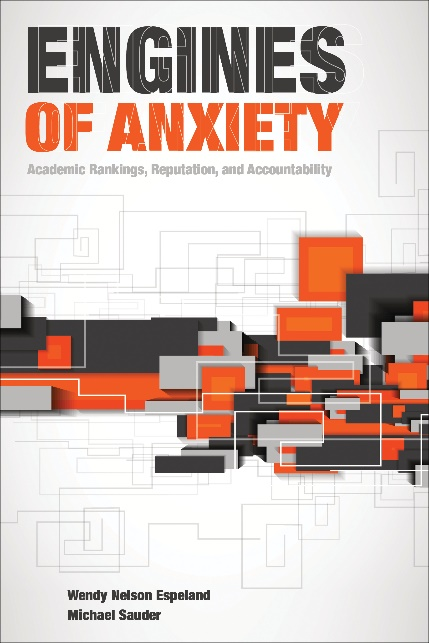 ENGINES
OF ANXIETY
Academic Rankings, Reputation, and Accountability
Wendy Nelson Espeland
Michael Sauder